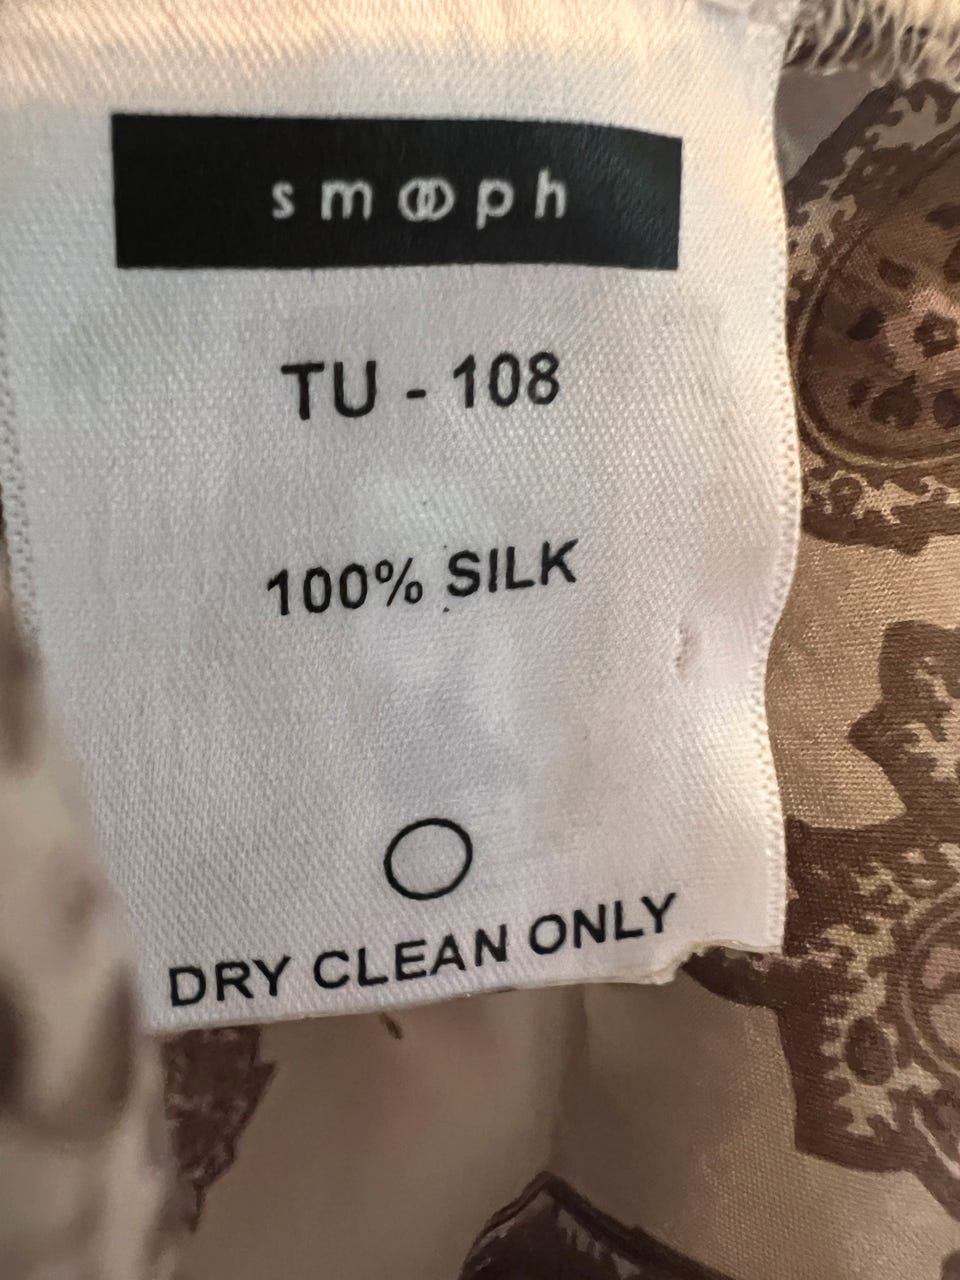 smooph
TU - 108
100% SILK
DRY CLEAN ONLY